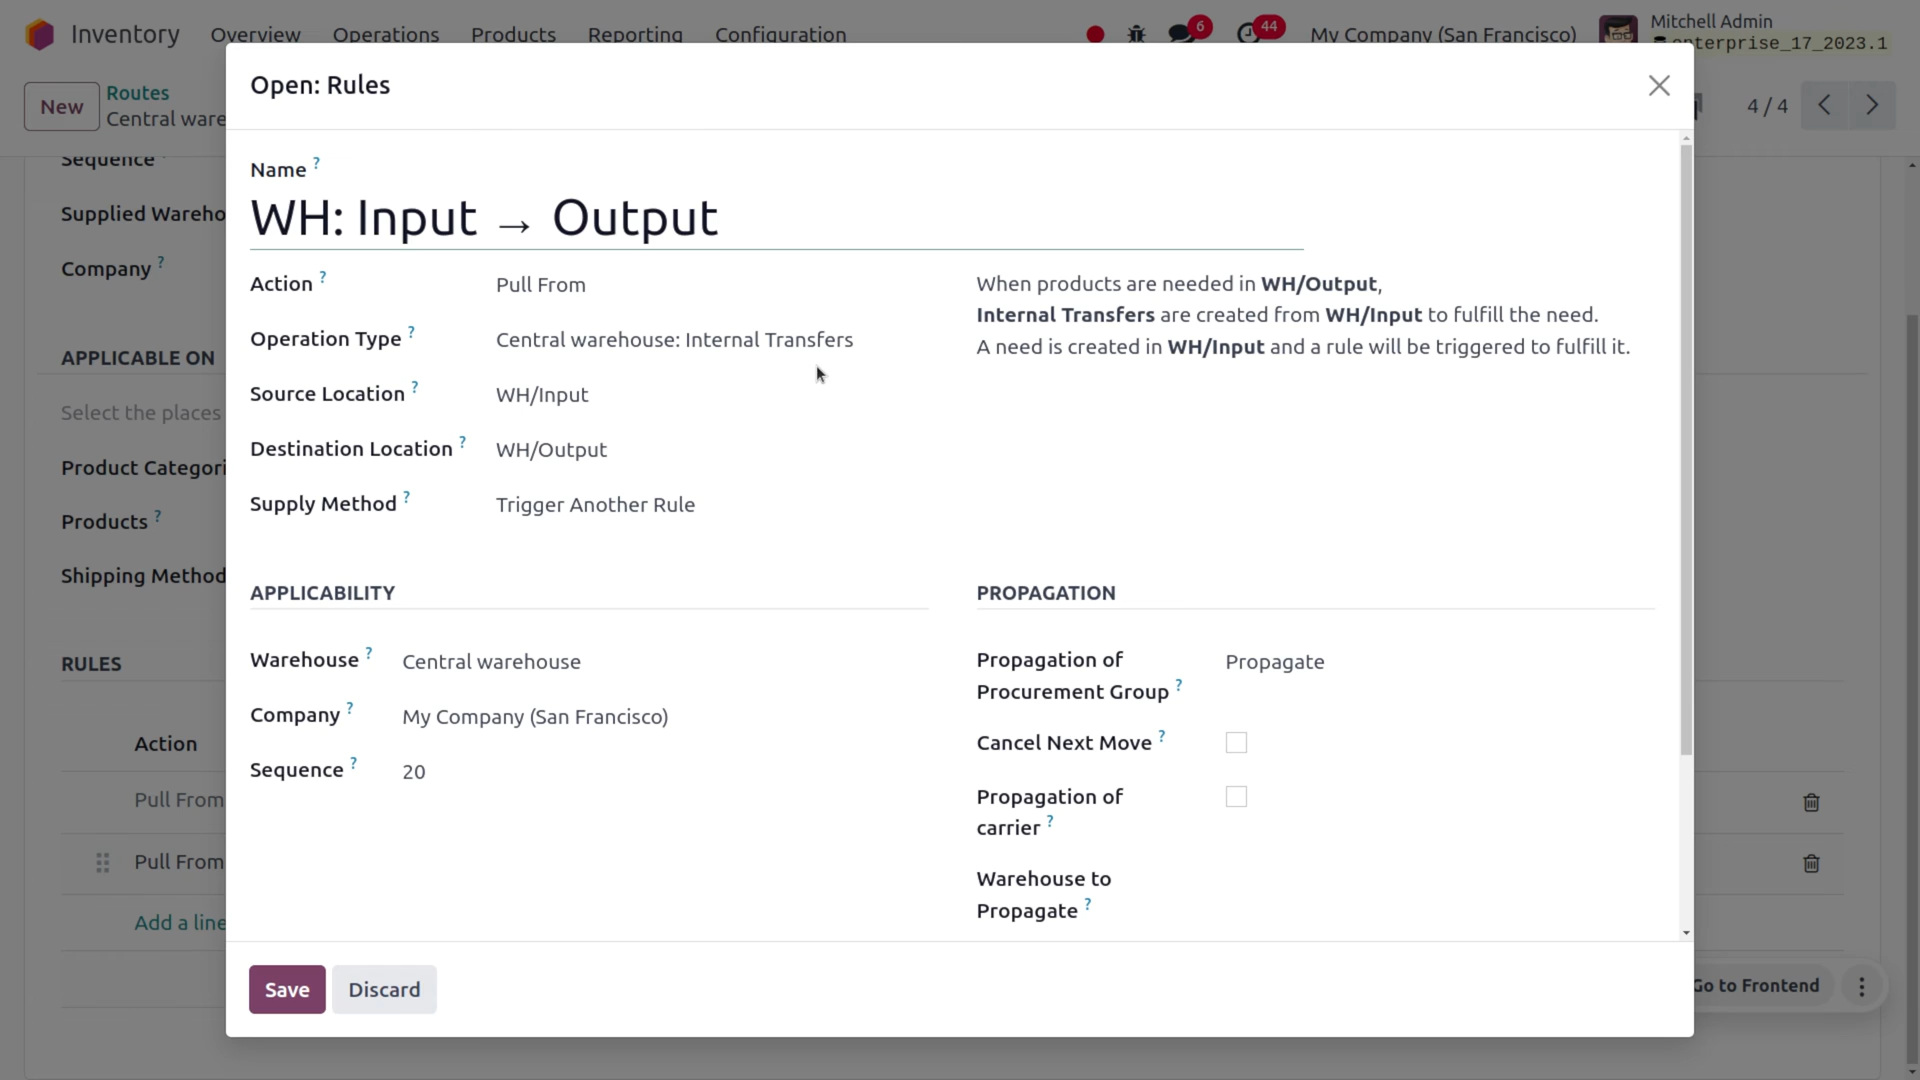 Inventory Overview Operations Products Reporting Configuration 6 44 My Company (San Francisco) Mitchell Admin
enterprise_17_2023.1
New Routes
Central ware 4 / 4
Open: Rules
Sequence
Supplied Wareho
Company ?
APPLICABLE ON
Select the places
Product Categori
Products ?
Shipping Method
RULES
Action
Pull From
Pull From
Add a line
Name ?
WH: Input → Output
Action ? Pull From
Operation Type ? Central warehouse: Internal Transfers
Source Location ? WH/Input
Destination Location ? WH/Output
Supply Method ? Trigger Another Rule
When products are needed in WH/Output,
Internal Transfers are created from WH/Input to fulfill the need.
A need is created in WH/Input and a rule will be triggered to fulfill it.
APPLICABILITY
Warehouse ? Central warehouse
Company ? My Company (San Francisco)
Sequence ? 20
PROPAGATION
Propagation of
Procurement Group ? Propagate
Cancel Next Move ?
Propagation of
carrier ?
Warehouse to
Propagate ?
Save Discard
Go to Frontend